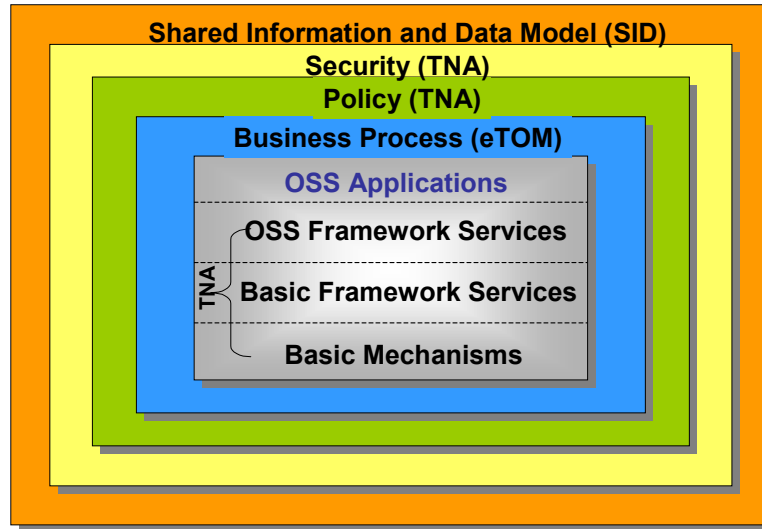 Shared Information and Data Model (SID)
Security (TNA)
Policy (TNA)
Business Process (eTOM)
OSS Applications
OSS Framework Services
TNA
Basic Framework Services
Basic Mechanisms